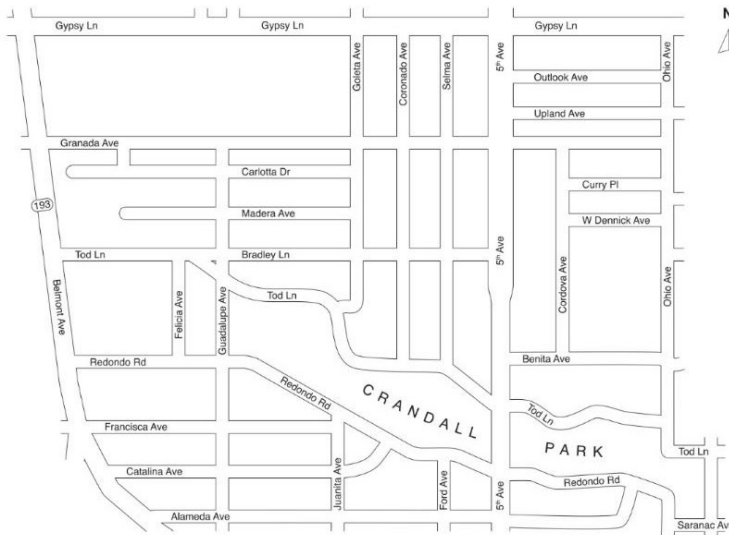 N
Gypsy Ln
Gypsy Ln
Gypsy Ln
Goleta Ave
Coronado Ave
Selma Ave
5th Ave
Ohio Ave
Outlook Ave
Upland Ave
Granada Ave
Carlotta Dr
Curry Pl
193
Madera Ave
W Dennick Ave
Tod Ln
Bradley Ln
5th Ave
Cordova Ave
Ohio Ave
Belmont Ave
Felicia Ave
Guadalupe Ave
Tod Ln
Redondo Rd
Benita Ave
Redondo Rd
CRANDALL
Tod Ln
Francisca Ave
PARK
Tod Ln
Catalina Ave
Juanita Ave
Ford Ave
5th Ave
Redondo Rd
Alameda Ave
Saranac Ave